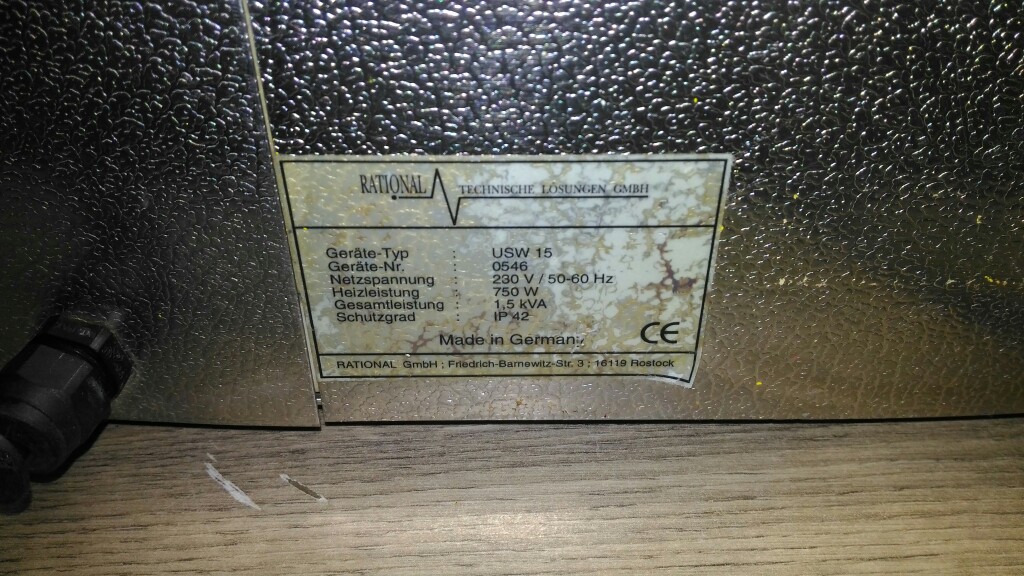 RATIONAL TECHNISCHE LÖSUNGEN GMBH
Geräte-Typ : USW 15
Geräte-Nr. : 0546
Netzspannung : 230 V / 50-60 Hz
Heizleistung : 750 W
Gesamtleistung : 1,5 kVA
Schutzgrad : IP 42
Made in Germany
CE
RATIONAL GmbH ; Friedrich-Barnewitz-Str. 3 ; 16119 Rostock